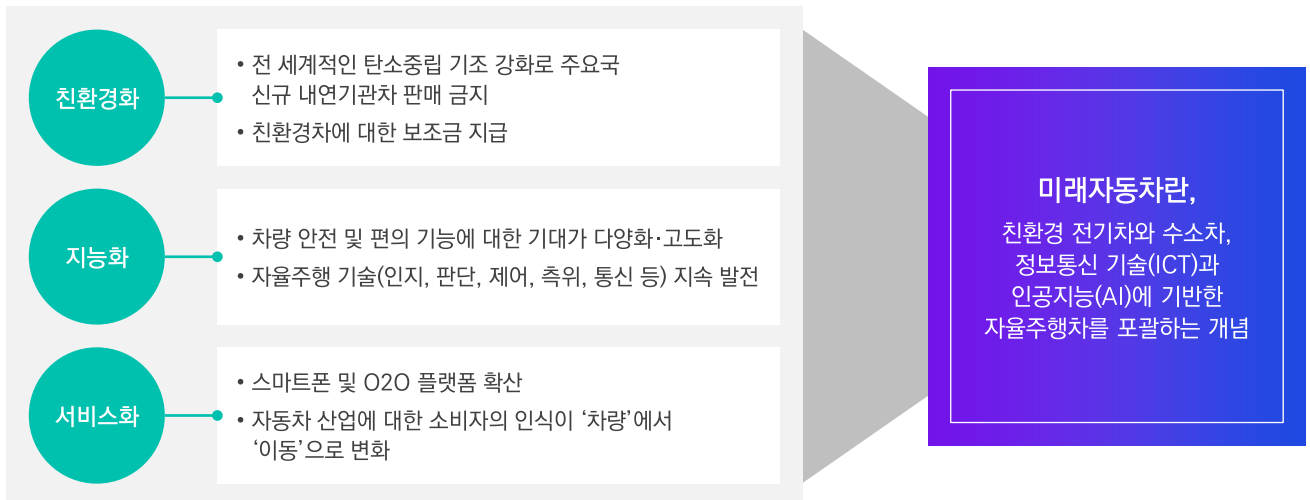 친환경화
• 전 세계적인 탄소중립 기조 강화로 주요국
신규 내연기관차 판매 금지
• 친환경차에 대한 보조금 지급
지능화
• 차량 안전 및 편의 기능에 대한 기대가 다양화·고도화
• 자율주행 기술(인지, 판단, 제어, 측위, 통신 등) 지속 발전
서비스화
• 스마트폰 및 O2O 플랫폼 확산
• 자동차 산업에 대한 소비자의 인식이 ‘차량’에서
‘이동’으로 변화
미래자동차란,
친환경 전기차와 수소차,
정보통신 기술(ICT)과
인공지능(AI)에 기반한
자율주행차를 포괄하는 개념